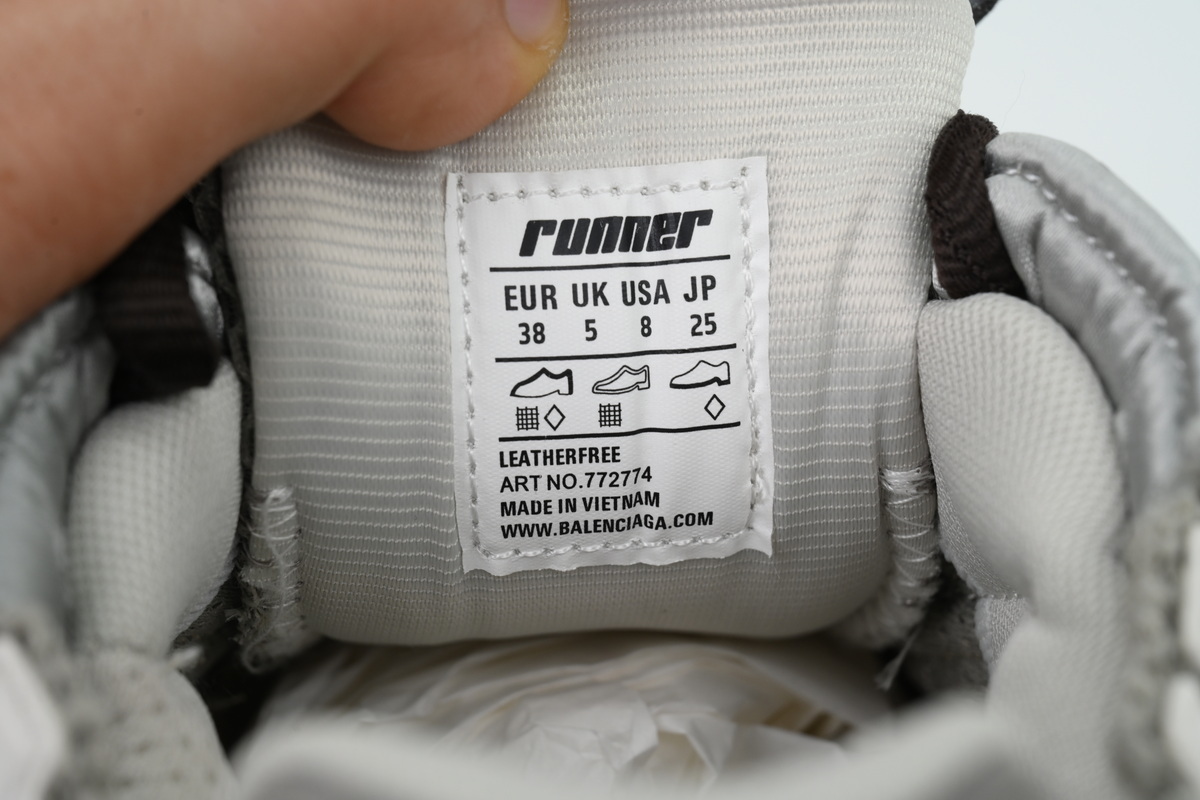 runner
EUR UK USA JP
38 5 8 25
LEATHERFREE
ART NO.772774
MADE IN VIETNAM
WWW.BALENCIAGA.COM